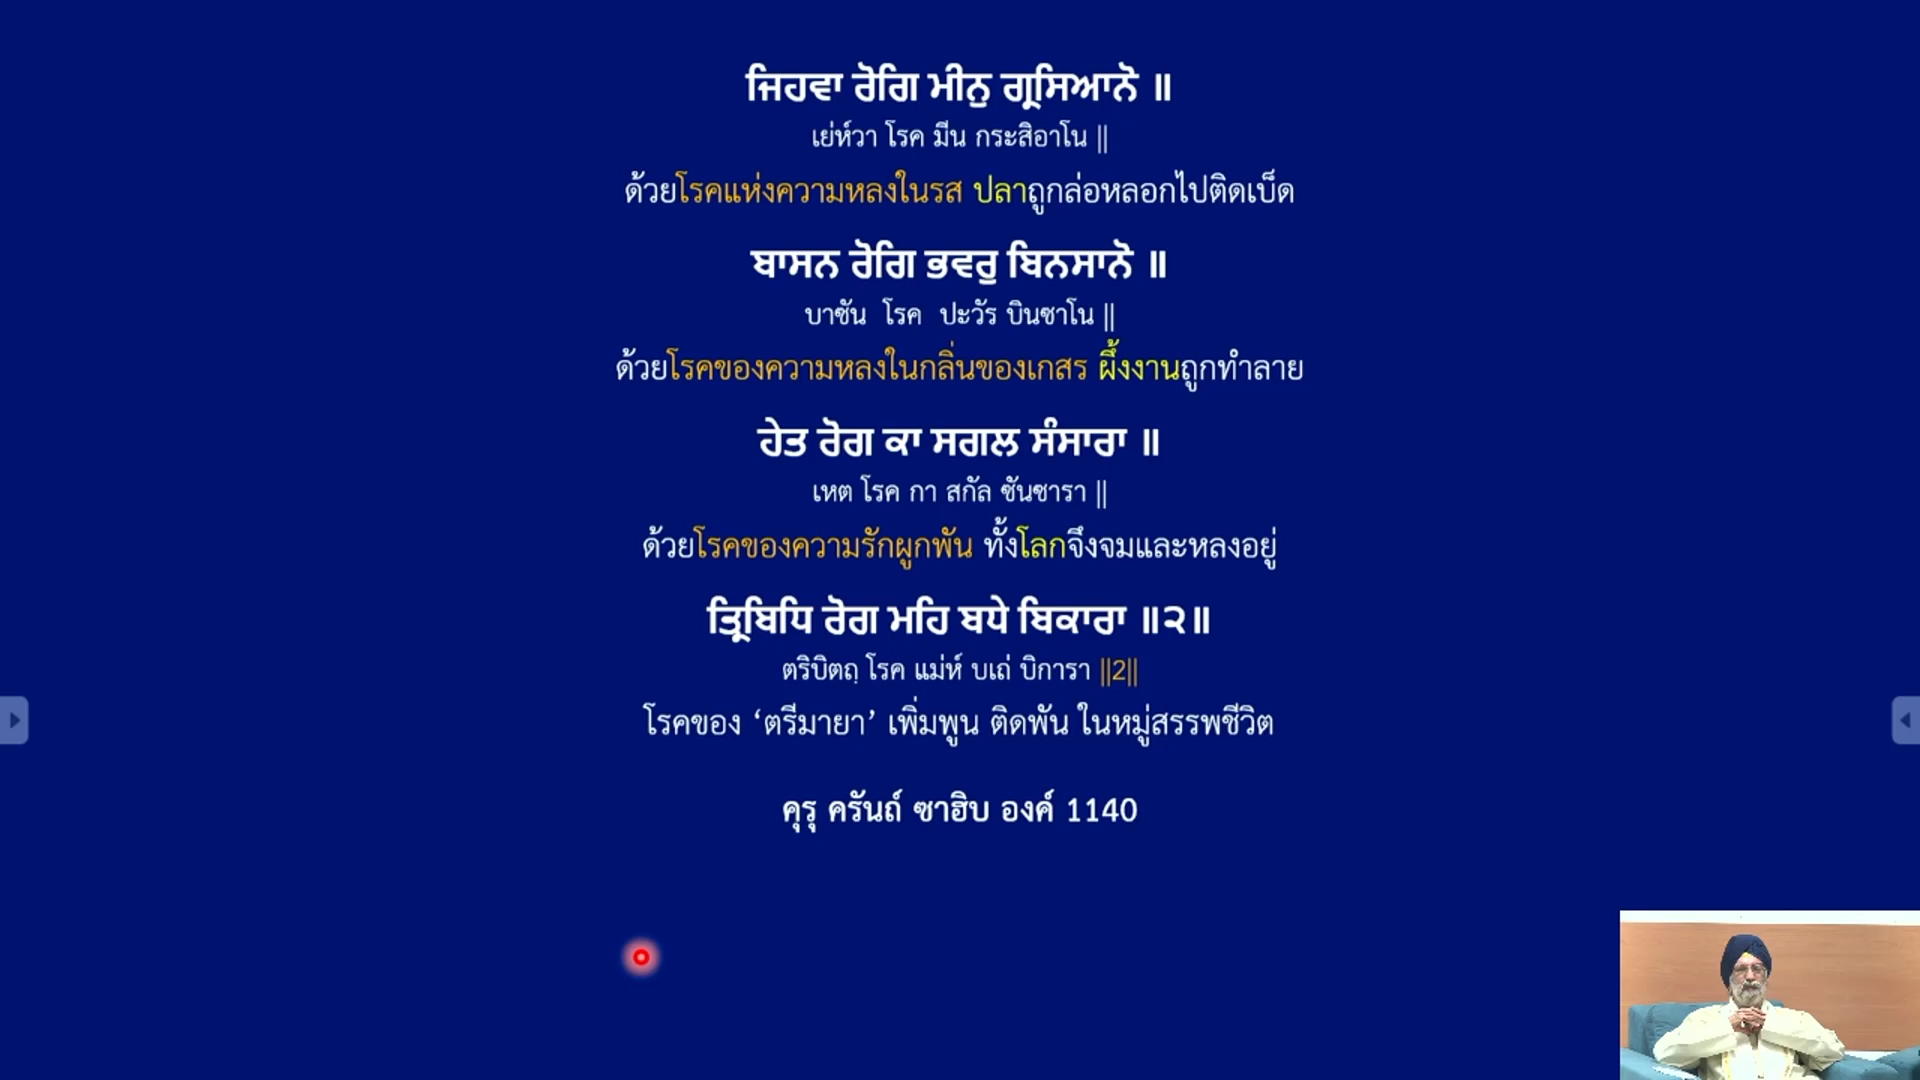 ਜਿਹਵਾ ਰੋਗਿ ਮੀਨੁ ਗ੍ਰਸਿਆਨੋ ॥
เย่ห์วา โรค มีน กระสิอาโน ||
ด้วยโรคแห่งความหลงในรส ปลาถูกล่อหลอกไปติดเบ็ด
ਬਾਸਨ ਰੋਗਿ ਭਵਰੁ ਬਿਨਸਾਨੋ ॥
บาซัน โรค ปะวัร บินซาโน ||
ด้วยโรคของความหลงในกลิ่นของเกสร ผึ้งงานถูกทำลาย
ਹੇਤ ਰੋਗ ਕਾ ਸਗਲ ਸੰਸਾਰਾ ॥
เหต โรค กา สกัล ซันซารา ||
ด้วยโรคของความรักผูกพัน ทั้งโลกจึงจมและหลงอยู่
ਤ੍ਰਿਬਿਧਿ ਰੋਗ ਮਹਿ ਬਧੇ ਬਿਕਾਰਾ ॥੨॥
ตริบิตฤ โรค แม่ห์ บเถ่ บิการา ||2||
โรคของ ‘ตรีมายา’ เพิ่มพูน ติดพัน ในหมู่สรรพชีวิต
คุรุ ครันถ์ ซาฮิบ องค์ 1140